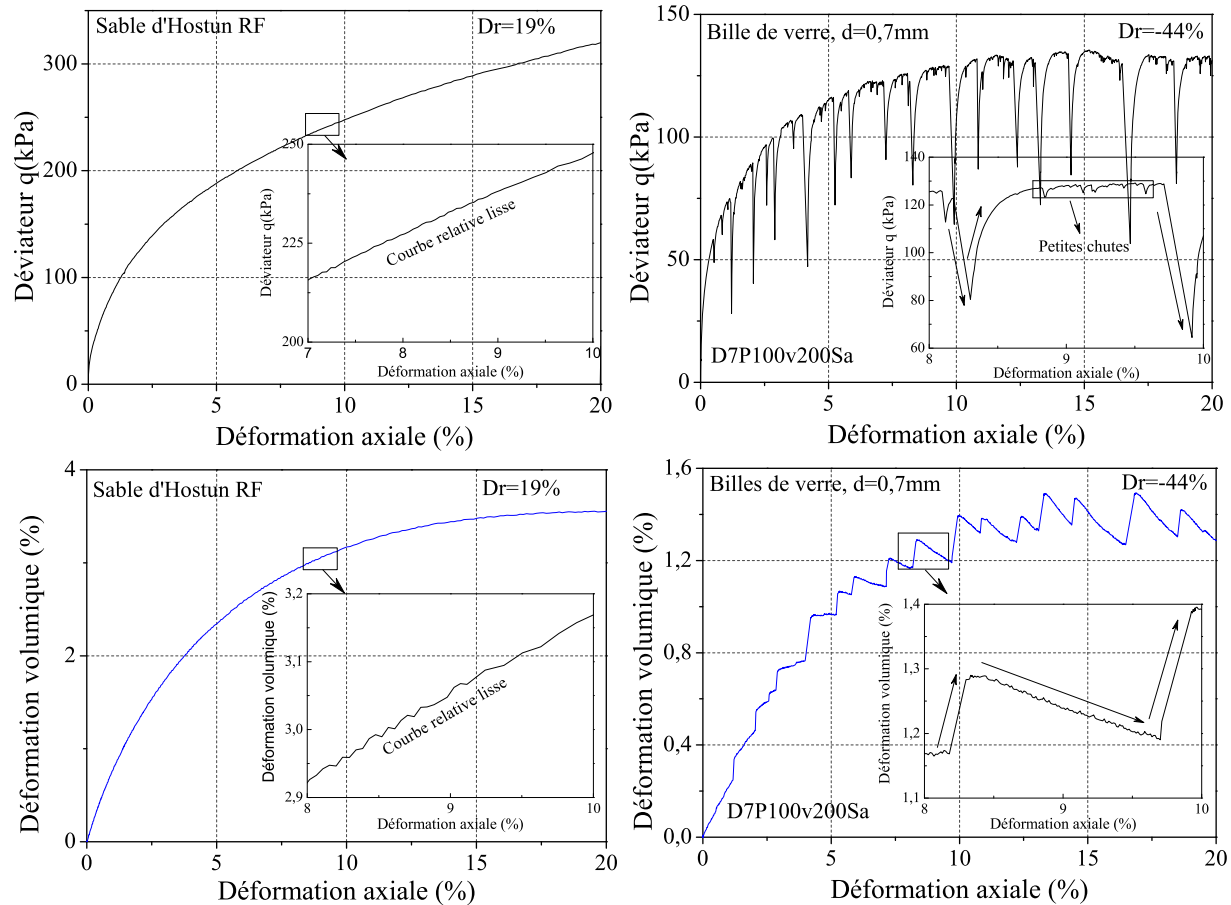 Sable d'Hostun RF
Dr=19%
300
200
100
0
Déviateur q(kPa)
0 5 10 15 20
Déformation axiale (%)
250
225
200
Déviateur q(kPa)
Courbe relative lisse
7 8 9 10
Déformation axiale (%)
Bille de verre, d=0,7mm
Dr=-44%
150
100
50
0
Déviateur q(kPa)
D7P100v200Sa
0 5 10 15 20
Déformation axiale (%)
140
120
100
80
60
Déviateur q (kPa)
Petites chutes
8 9 10
Déformation axiale (%)
Sable d'Hostun RF
Dr=19%
4
2
0
Déformation volumique (%)
0 5 10 15 20
Déformation axiale (%)
3,2
3,1
3,0
2,9
Déformation volumique (%)
Courbe relative lisse
8 9 10
Déformation axiale (%)
Billes de verre, d=0,7mm
Dr=-44%
1,6
1,2
0,8
0,4
0,0
Déformation volumique (%)
D7P100v200Sa
0 5 10 15 20
Déformation axiale (%)
1,4
1,3
1,2
1,1
Déformation volumique (%)
8 9 10
Déformation axiale (%)